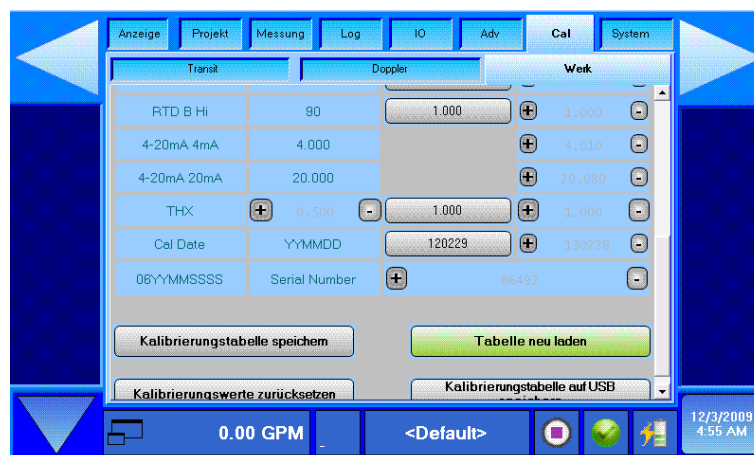 Anzeige Projekt Messung Log IO Adv Cal System
Transit Doppler Werk
RTD B Hi 90 1.000 + 1.000 -
4-20mA 4mA 4.000 + 4.010 -
4-20mA 20mA 20.000 + 20.080 -
THX + 0.500 - 1.000 + 1.000 -
Cal Date YYMMDD 120229 + 130228 -
06YYMMSSSS Serial Number + 86492 -
Kalibrierungstabelle speichern Tabelle neu laden
Kalibrierungswerte zurücksetzen Kalibrierungstabelle auf USB
speichern
0.00 GPM _ <Default> 12/3/2009
4:55 AM